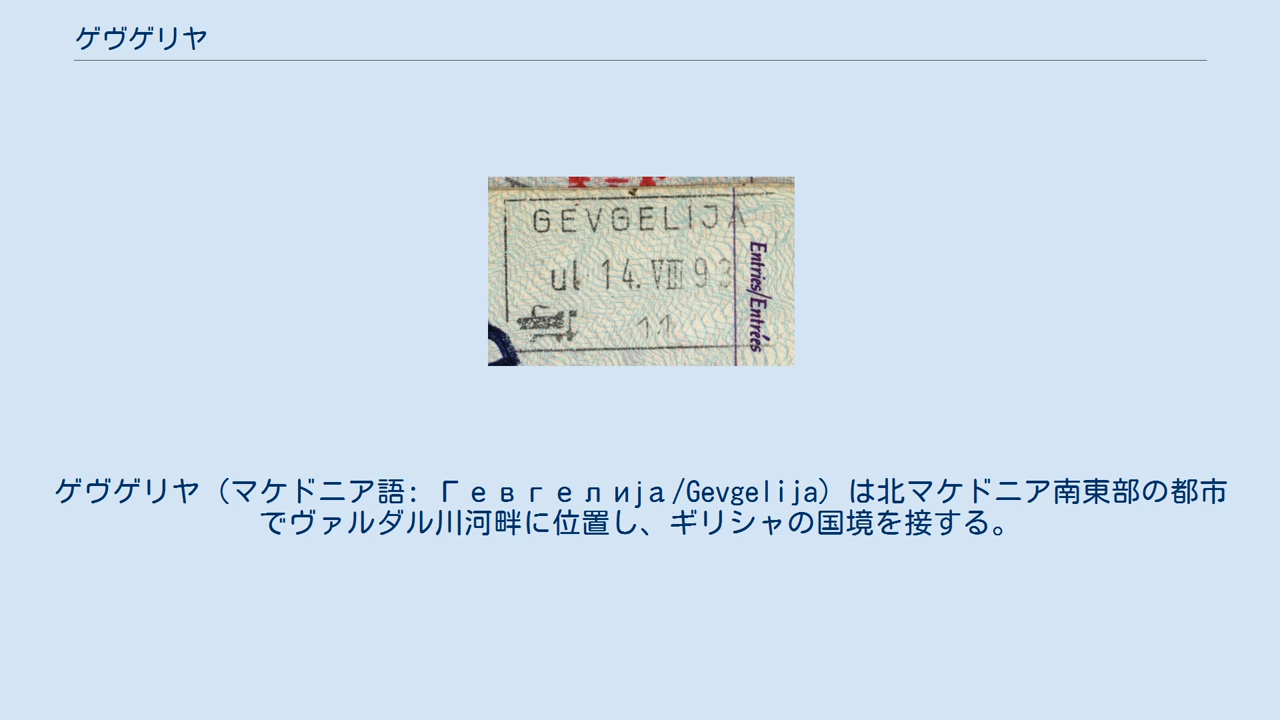 ゲヴゲリヤ
GEVGELIJA
ul 14. VIII 93
11
Entries/Entrées
ゲヴゲリヤ（マケドニア語: Гевгелиja/Gevgelija）は北マケドニア南東部の都市
でヴァルダル川河畔に位置し、ギリシャの国境を接する。